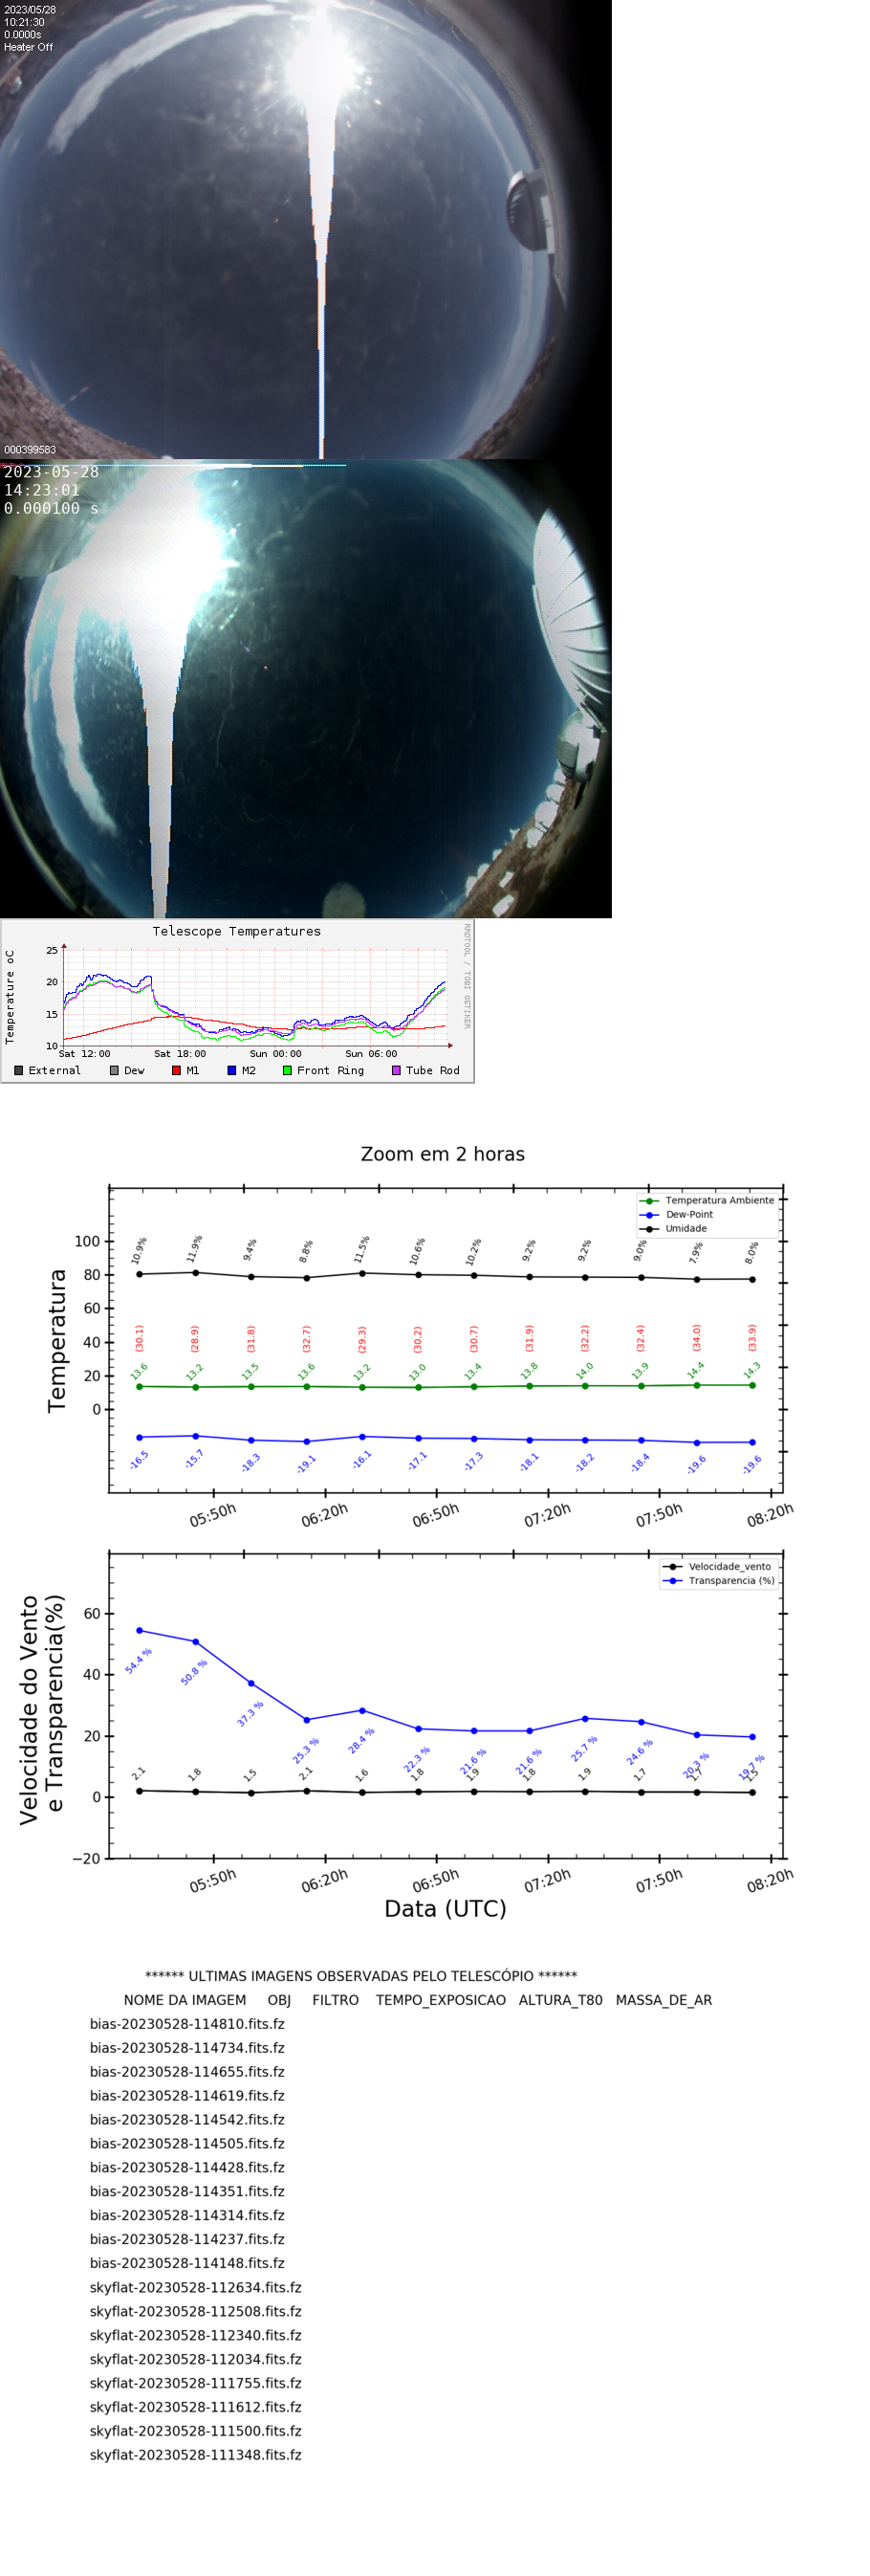 2023/05/28
10:21:30
0.0000s
Heater Off
000399583
2023-05-28
14:23:01
0.000100 s
Telescope Temperatures
RRDTOOL / TOBI OETIKER
Temperature oC
25
20
15
10
Sat 12:00 Sat 18:00 Sun 00:00 Sun 06:00
External Dew M1 M2 Front Ring Tube Rod
Zoom em 2 horas
Temperatura Ambiente
Dew-Point
Umidade
Temperatura
100
80
60
40
20
0
10.9% 11.9% 9.4% 8.8% 11.5% 10.6% 10.2% 9.2% 9.2% 9.0% 7.9% 8.0%
(30.1) (28.9) (31.8) (32.7) (29.3) (30.2) (30.7) (31.9) (32.2) (32.4) (34.0) (33.9)
13.6 13.2 13.5 13.6 13.2 13.0 13.4 13.8 14.0 13.9 14.4 14.3
-16.5 -15.7 -18.3 -19.1 -16.1 -17.1 -17.3 -18.1 -18.2 -18.4 -19.6 -19.6
05:50h 06:20h 06:50h 07:20h 07:50h 08:20h
Velocidade_vento
Transparencia (%)
Velocidade do Vento
e Transparencia(%)
60
40
20
0
−20
54.4 % 50.8 % 37.3 % 25.3 % 28.4 % 22.3 % 21.6 % 21.6 % 25.7 % 24.6 % 20.3 % 19.7 %
2.1 1.8 1.5 2.1 1.6 1.8 1.9 1.8 1.9 1.7 1.7 1.5
05:50h 06:20h 06:50h 07:20h 07:50h 08:20h
Data (UTC)
****** ULTIMAS IMAGENS OBSERVADAS PELO TELESCÓPIO ******
NOME DA IMAGEM OBJ FILTRO TEMPO_EXPOSICAO ALTURA_T80 MASSA_DE_AR
bias-20230528-114810.fits.fz
bias-20230528-114734.fits.fz
bias-20230528-114655.fits.fz
bias-20230528-114619.fits.fz
bias-20230528-114542.fits.fz
bias-20230528-114505.fits.fz
bias-20230528-114428.fits.fz
bias-20230528-114351.fits.fz
bias-20230528-114314.fits.fz
bias-20230528-114237.fits.fz
bias-20230528-114148.fits.fz
skyflat-20230528-112634.fits.fz
skyflat-20230528-112508.fits.fz
skyflat-20230528-112340.fits.fz
skyflat-20230528-112034.fits.fz
skyflat-20230528-111755.fits.fz
skyflat-20230528-111612.fits.fz
skyflat-20230528-111500.fits.fz
skyflat-20230528-111348.fits.fz